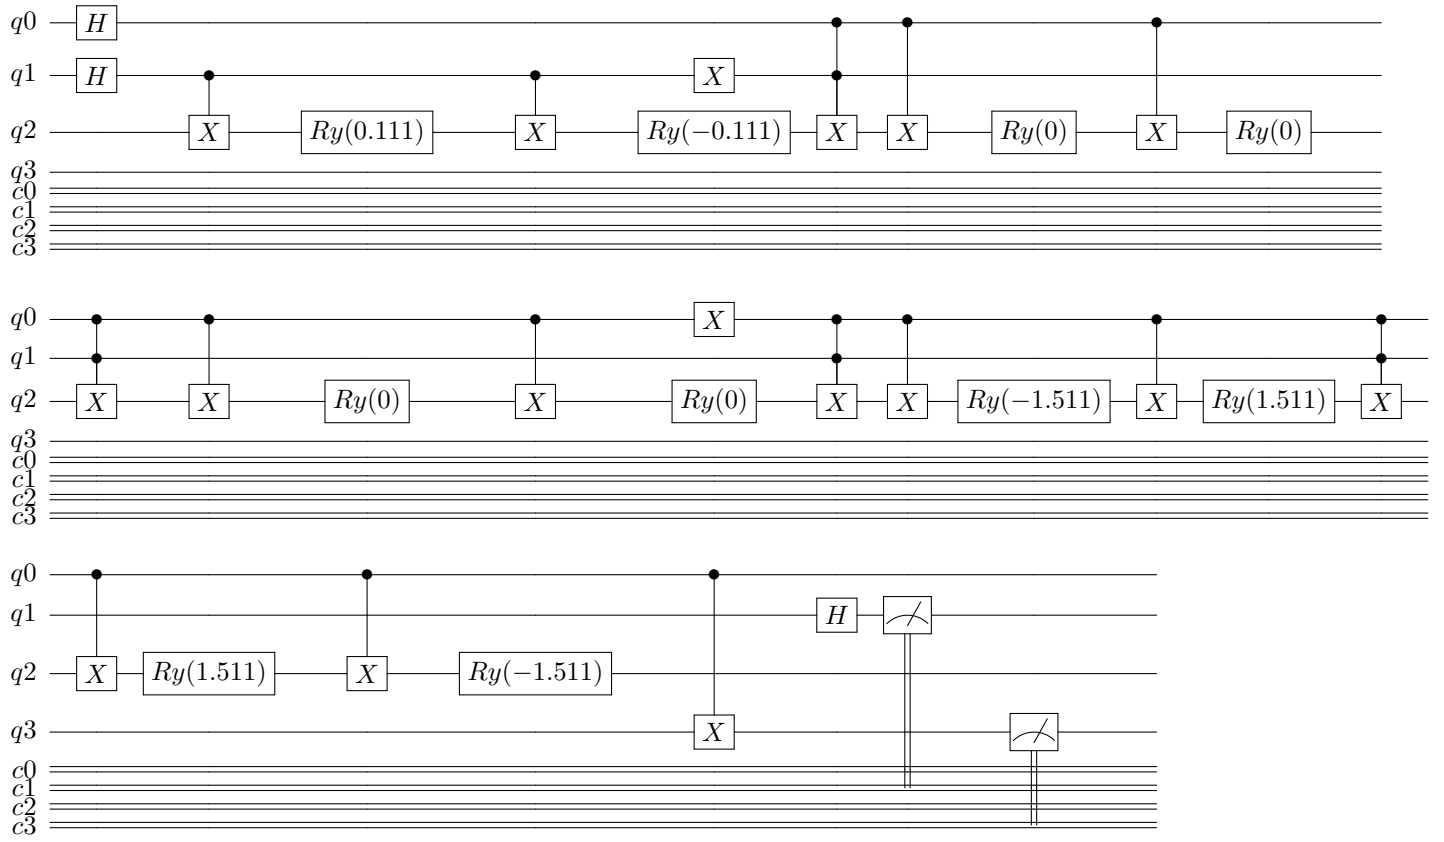 q0 H
q1 H X
q2 X Ry(0.111) X Ry(−0.111) X X Ry(0) X Ry(0)
q3
c0
c1
c2
c3
q0 X
q1
q2 X X Ry(0) X Ry(0) X X Ry(−1.511) X Ry(1.511) X
q3
c0
c1
c2
c3
q0
q1 H
q2 X Ry(1.511) X Ry(−1.511)
q3 X
c0
c1
c2
c3